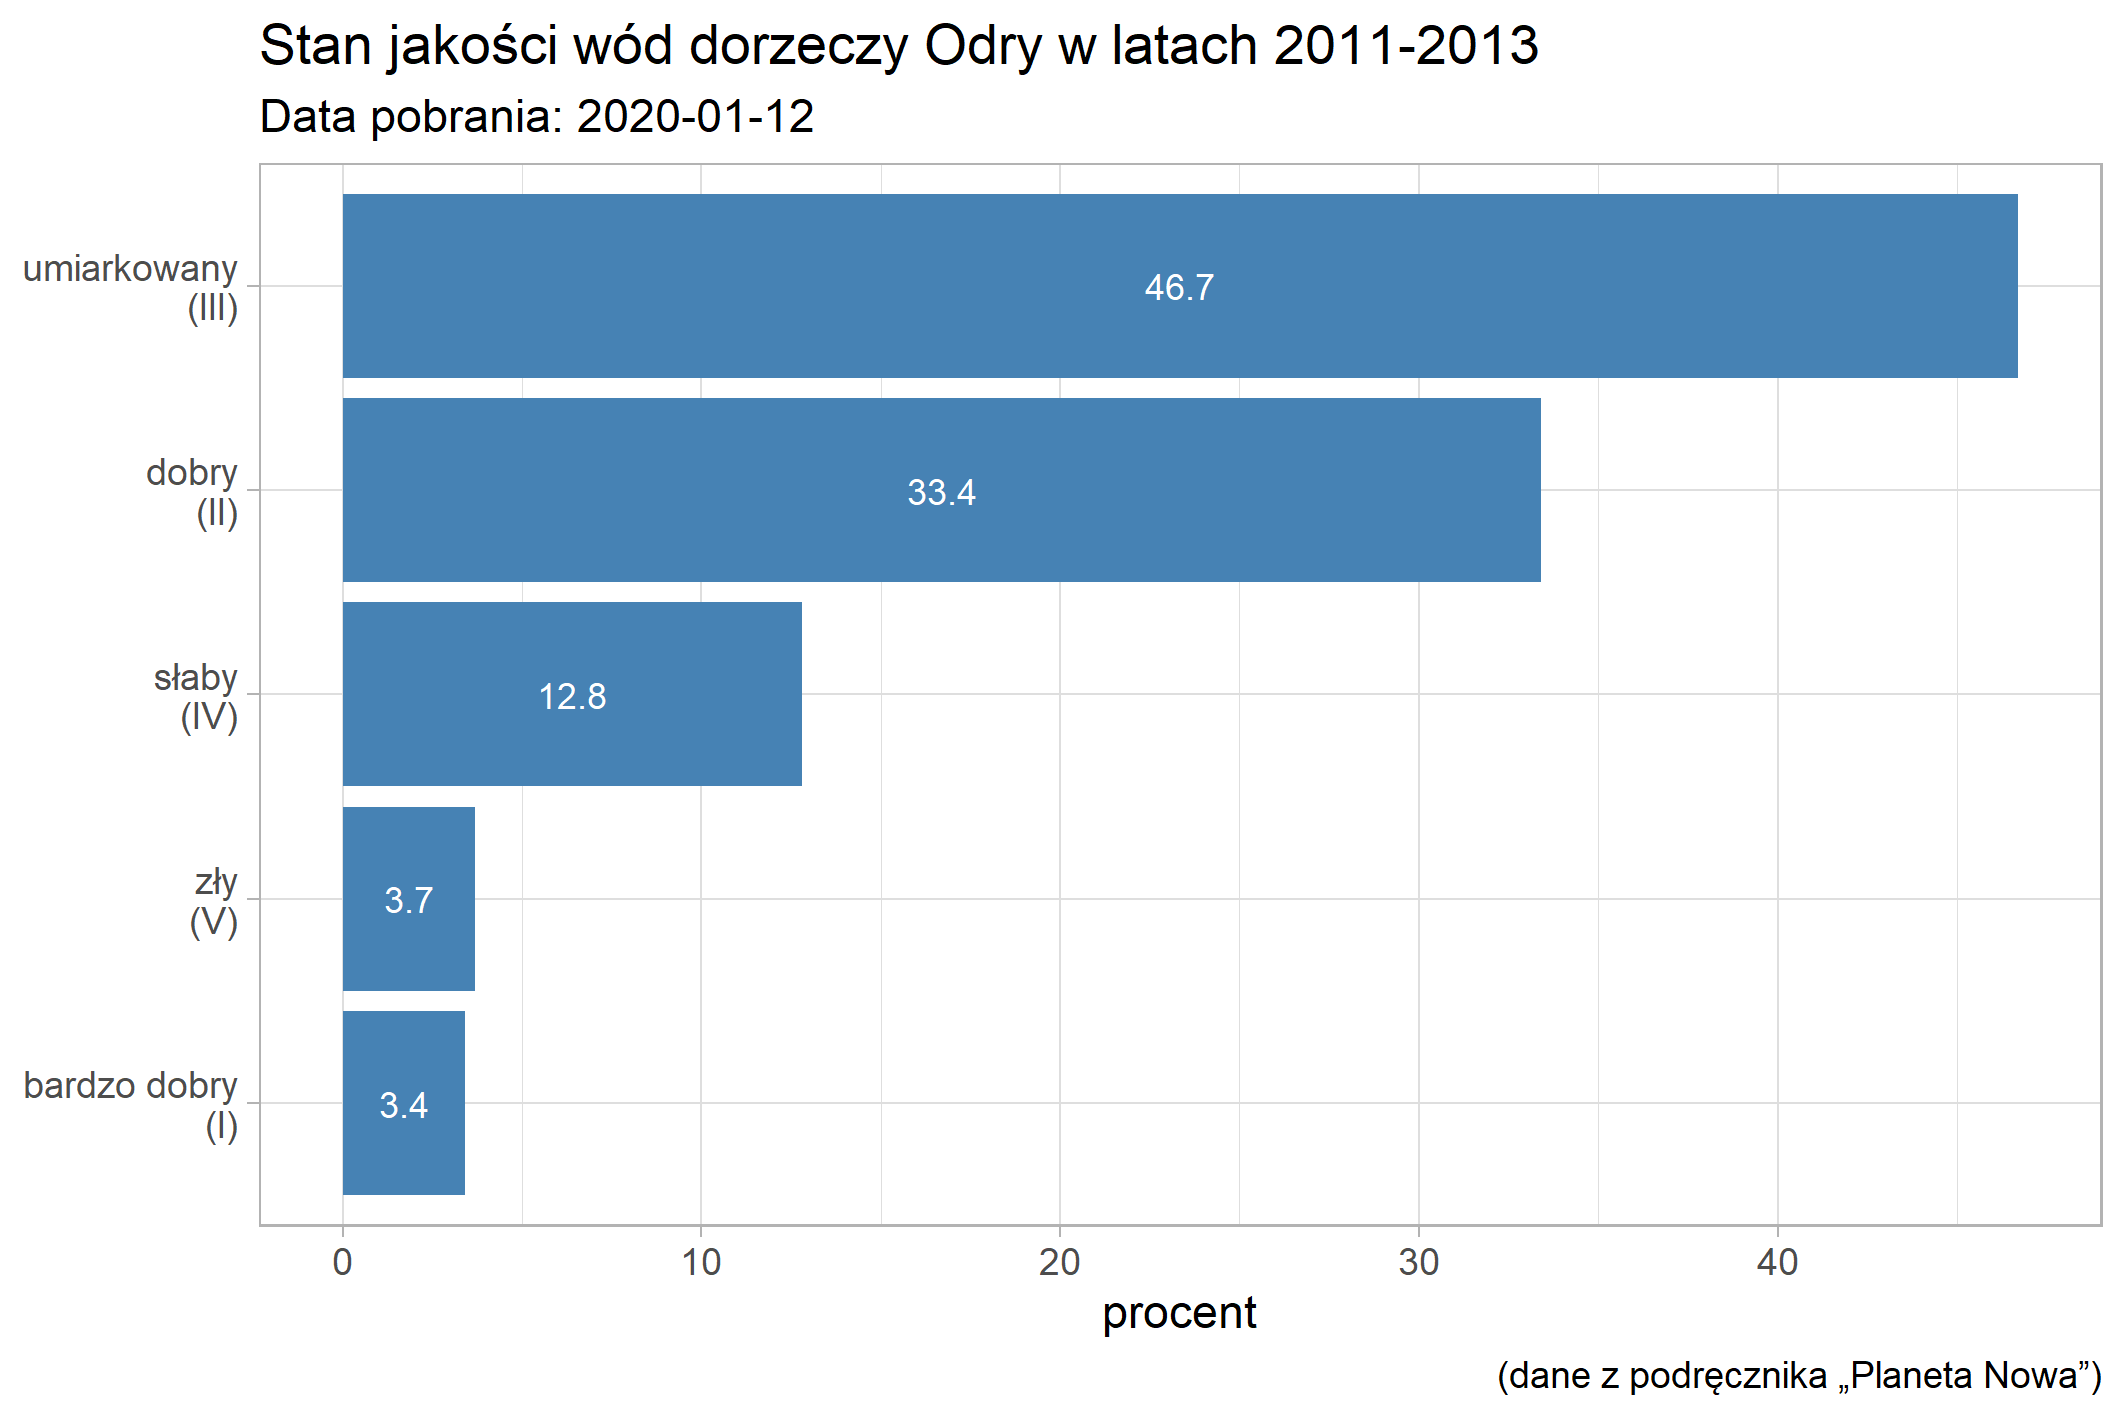 Stan jakości wód dorzeczy Odry w latach 2011-2013
Data pobrania: 2020-01-12
umiarkowany
(III)
46.7
dobry
(II)
33.4
słaby
(IV)
12.8
zły
(V)
3.7
bardzo dobry
(I)
3.4
0 10 20 30 40
procent
(dane z podręcznika „Planeta Nowa”)